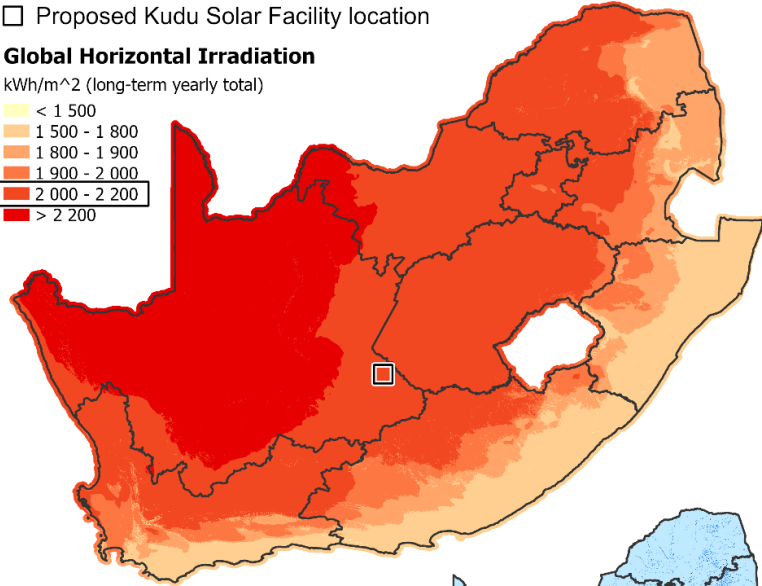 Proposed Kudu Solar Facility location
Global Horizontal Irradiation
kWh/m^2 (long-term yearly total)
< 1 500
1 500 - 1 800
1 800 - 1 900
1 900 - 2 000
2 000 - 2 200
> 2 200